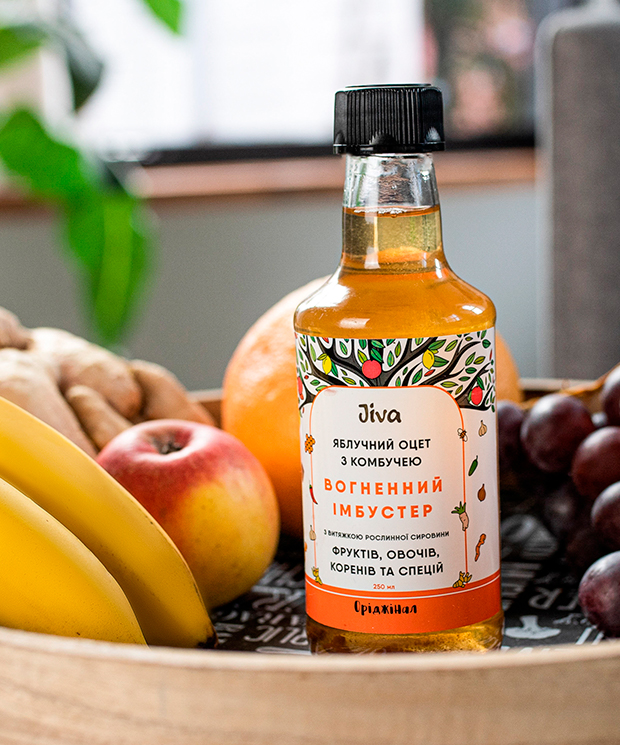 Jiva
ЯБЛУЧНИЙ ОЦЕТ
З КОМБУЧЕЮ
ВОГНЕННИЙ
ІМБУСТЕР
З ВИТЯЖКОЮ РОСЛИННОЇ СИРОВИНИ
ФРУКТІВ, ОВОЧІВ,
КОРЕНІВ ТА СПЕЦІЙ
250 мл
Оріджінал